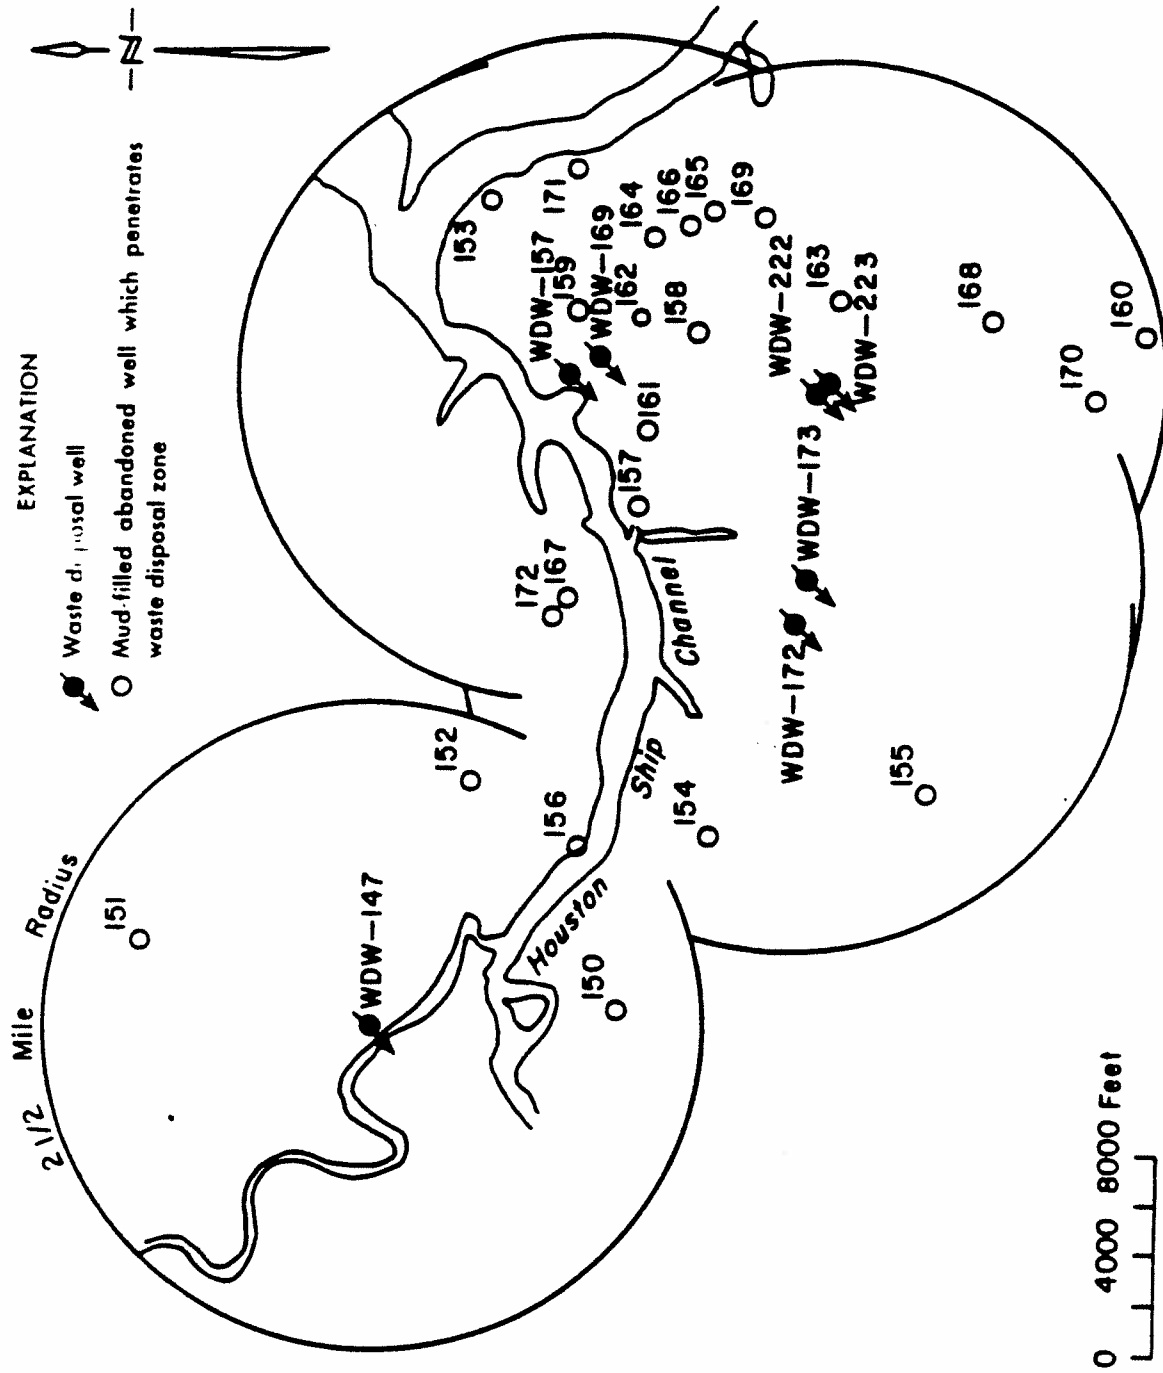 EXPLANATION
Waste disposal well
Mud-filled abandoned well which penetrates
waste disposal zone
N
2 1/2 Mile Radius
151
WDW-147
150
152
156
Houston Ship Channel
154
155
172
167
157
161
WDW-157
159
WDW-169
162
158
153
171
164
166
165
169
WDW-222
163
WDW-223
WDW-173
WDW-172
168
170
160
0 4000 8000 Feet